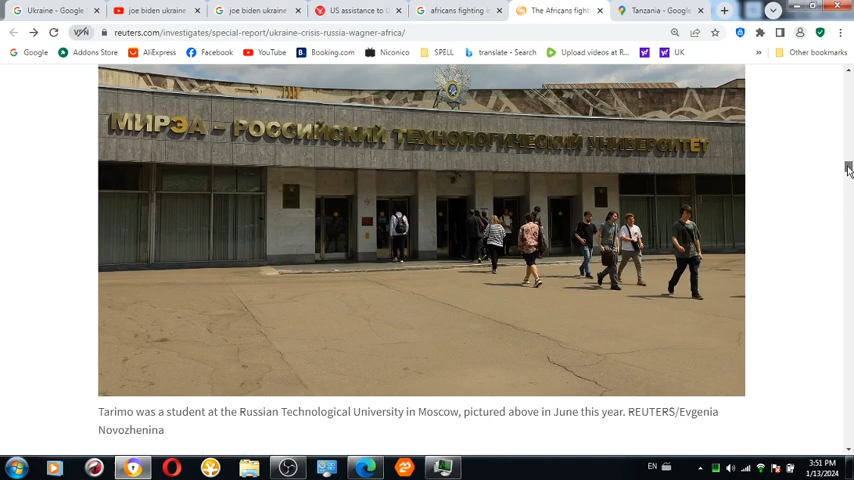 Ukraine - Google
joe biden ukraine
joe biden ukraine
US assistance to U
africans fighting in
The Africans fight
Tanzania - Google
reuters.com/investigates/special-report/ukraine-crisis-russia-wagner-africa/
Google
Addons Store
AliExpress
Facebook
YouTube
Booking.com
Niconico
SPELL
translate - Search
Upload videos at R...
UK
Other bookmarks
МИРЭА – РОССИЙСКИЙ ТЕХНОЛОГИЧЕСКИЙ УНИВЕРСИТЕТ
Tarimo was a student at the Russian Technological University in Moscow, pictured above in June this year. REUTERS/Evgenia
Novozhenina
EN
3:51 PM
1/13/2024